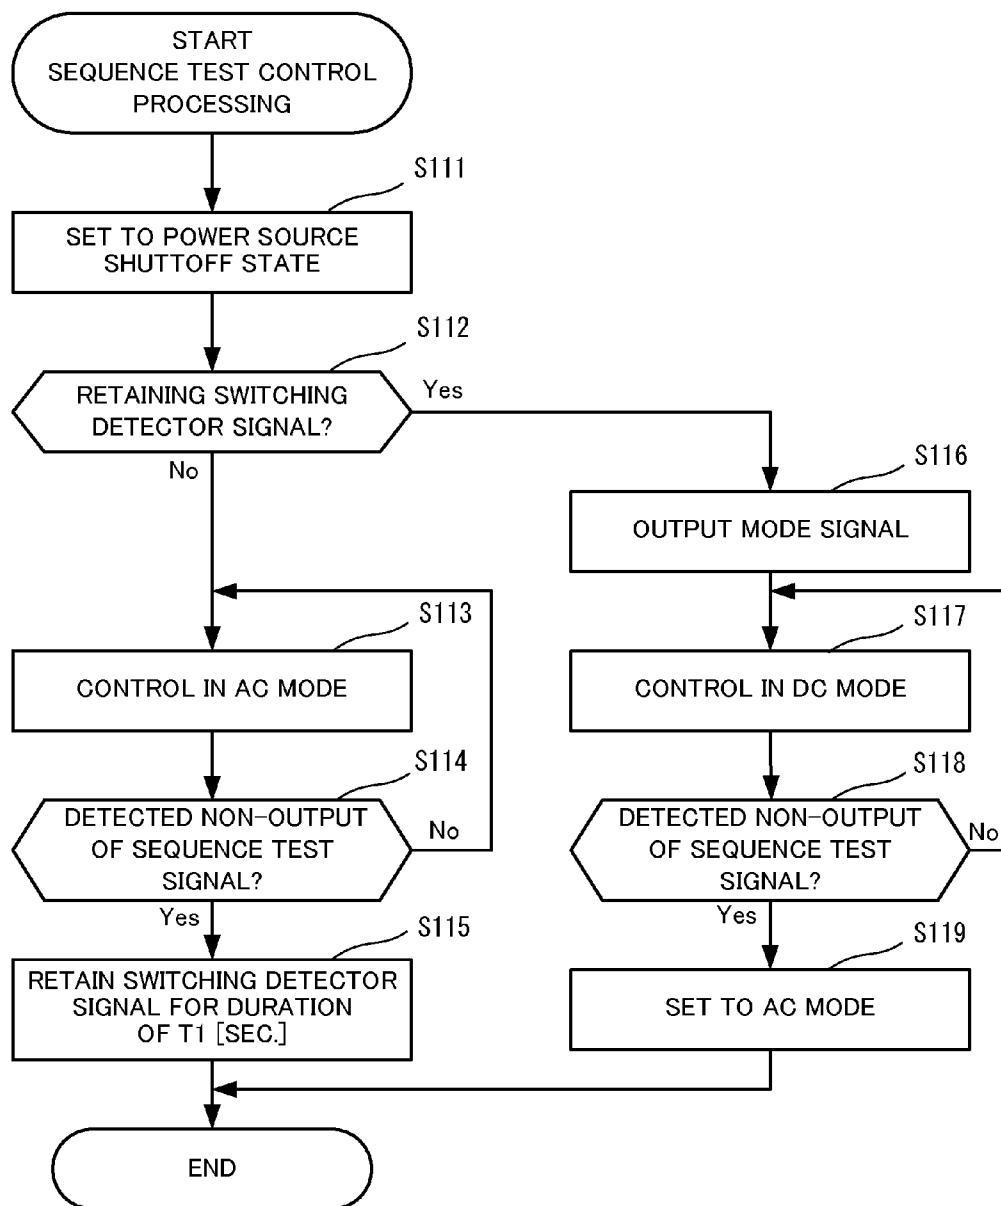 START
SEQUENCE TEST CONTROL
PROCESSING
S111
SET TO POWER SOURCE
SHUTTOFF STATE
S112
RETAINING SWITCHING
DETECTOR SIGNAL?
Yes
No
S116
OUTPUT MODE SIGNAL
S113
CONTROL IN AC MODE
S117
CONTROL IN DC MODE
S114
DETECTED NON-OUTPUT
OF SEQUENCE TEST
SIGNAL?
No
Yes
S118
DETECTED NON-OUTPUT
OF SEQUENCE TEST
SIGNAL?
No
Yes
S115
RETAIN SWITCHING DETECTOR
SIGNAL FOR DURATION
OF T1 [SEC.]
S119
SET TO AC MODE
END